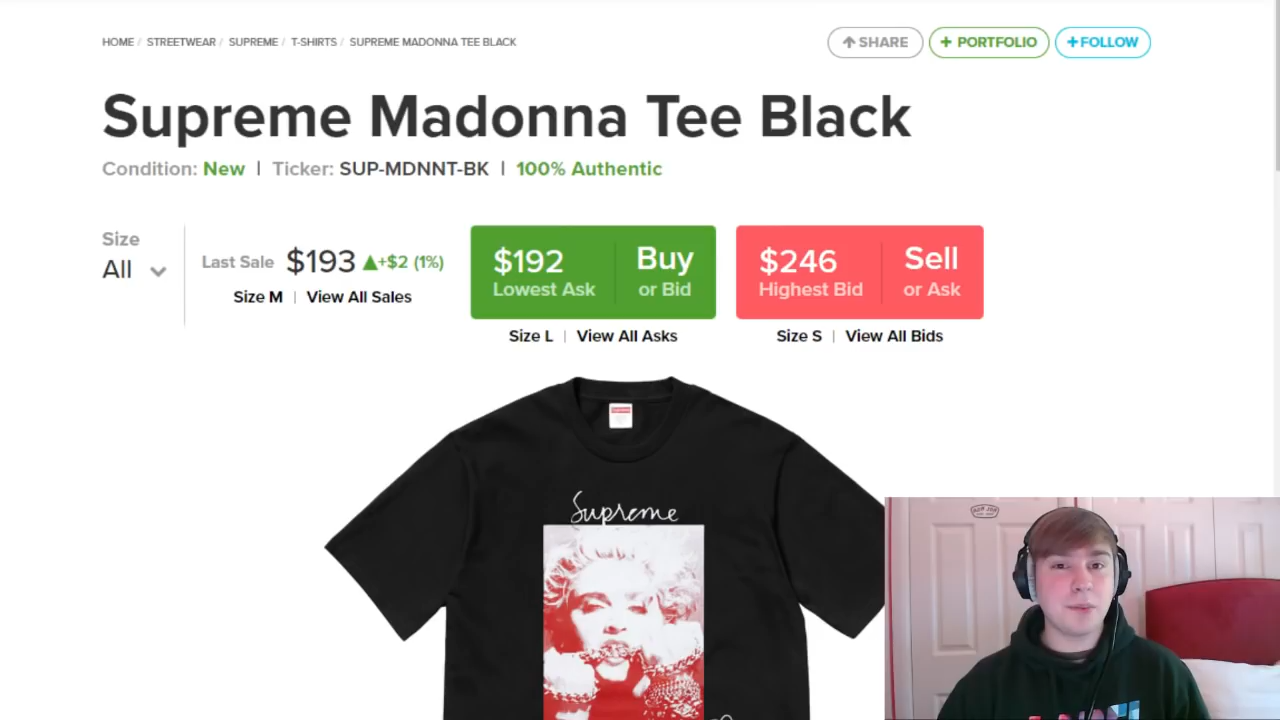 HOME / STREETWEAR / SUPREME / T-SHIRTS / SUPREME MADONNA TEE BLACK
SHARE
+ PORTFOLIO
+FOLLOW
Supreme Madonna Tee Black
Condition: New | Ticker: SUP-MDNNT-BK | 100% Authentic
Size
All
Last Sale $193 ▲+$2 (1%)
Size M | View All Sales
$192
Lowest Ask
Buy
or Bid
Size L | View All Asks
$246
Highest Bid
Sell
or Ask
Size S | View All Bids
Supreme
Supreme